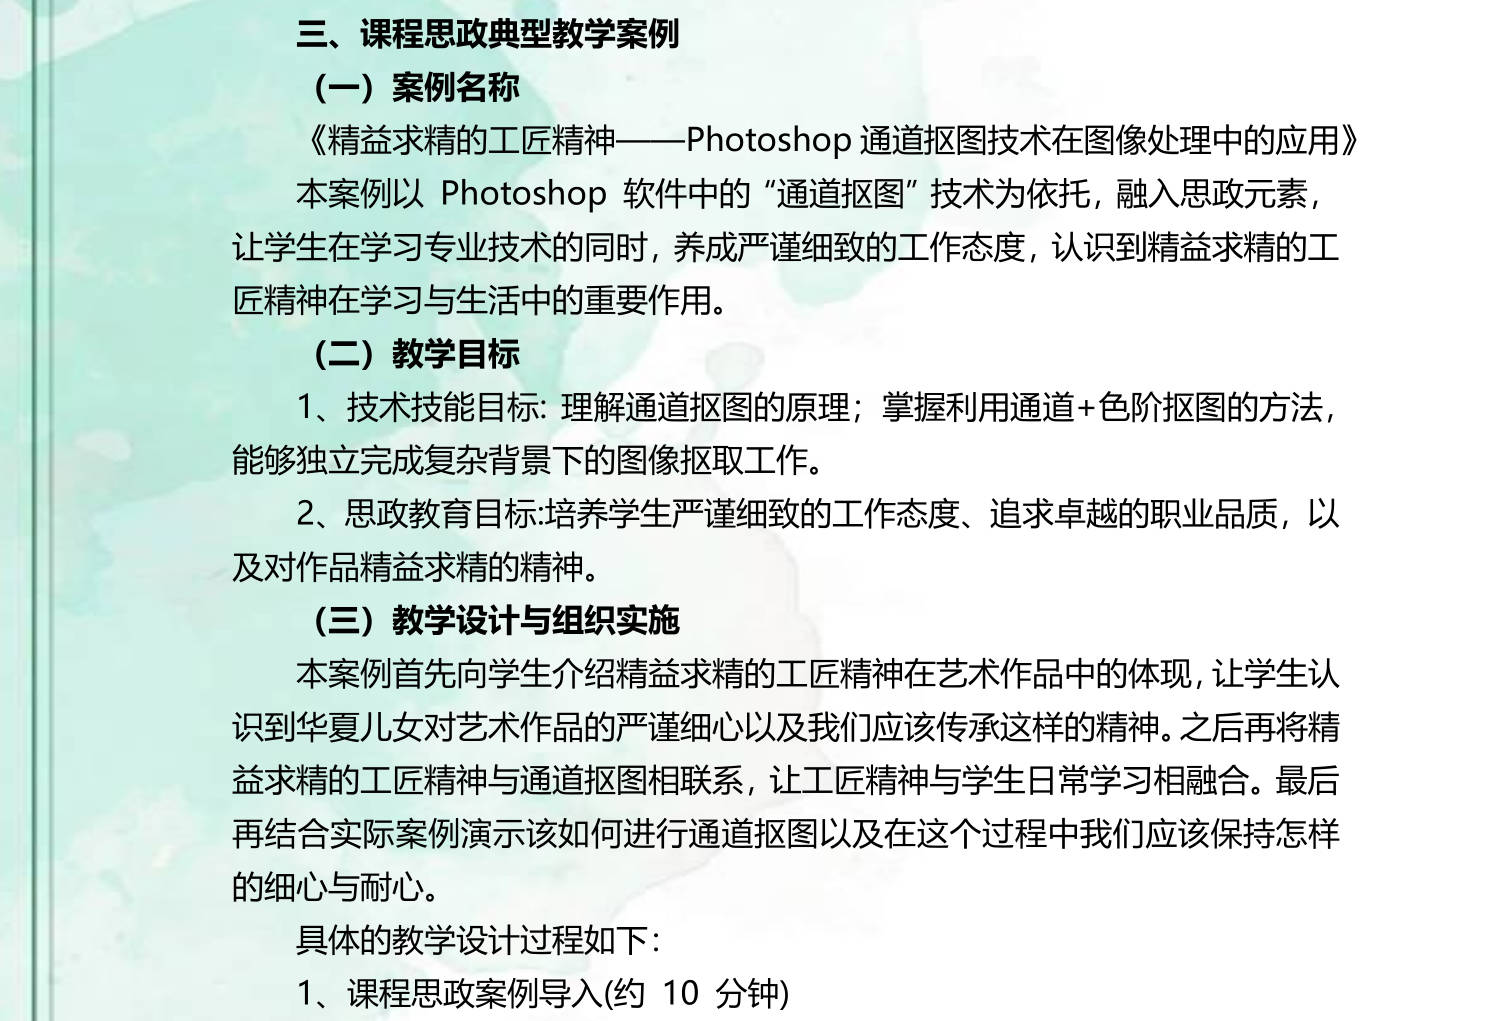 三、课程思政典型教学案例
（一）案例名称
《精益求精的工匠精神——Photoshop 通道抠图技术在图像处理中的应用》
本案例以 Photoshop 软件中的“通道抠图”技术为依托，融入思政元素，
让学生在学习专业技术的同时，养成严谨细致的工作态度，认识到精益求精的工
匠精神在学习与生活中的重要作用。
（二）教学目标
1、技术技能目标：理解通道抠图的原理；掌握利用通道+色阶抠图的方法，
能够独立完成复杂背景下的图像抠取工作。
2、思政教育目标:培养学生严谨细致的工作态度、追求卓越的职业品质，以
及对作品精益求精的精神。
（三）教学设计与组织实施
本案例首先向学生介绍精益求精的工匠精神在艺术作品中的体现，让学生认
识到华夏儿女对艺术作品的严谨细心以及我们应该传承这样的精神。之后再将精
益求精的工匠精神与通道抠图相联系，让工匠精神与学生日常学习相融合。最后
再结合实际案例演示该如何进行通道抠图以及在这个过程中我们应该保持怎样
的细心与耐心。
具体的教学设计过程如下：
1、课程思政案例导入(约 10 分钟)